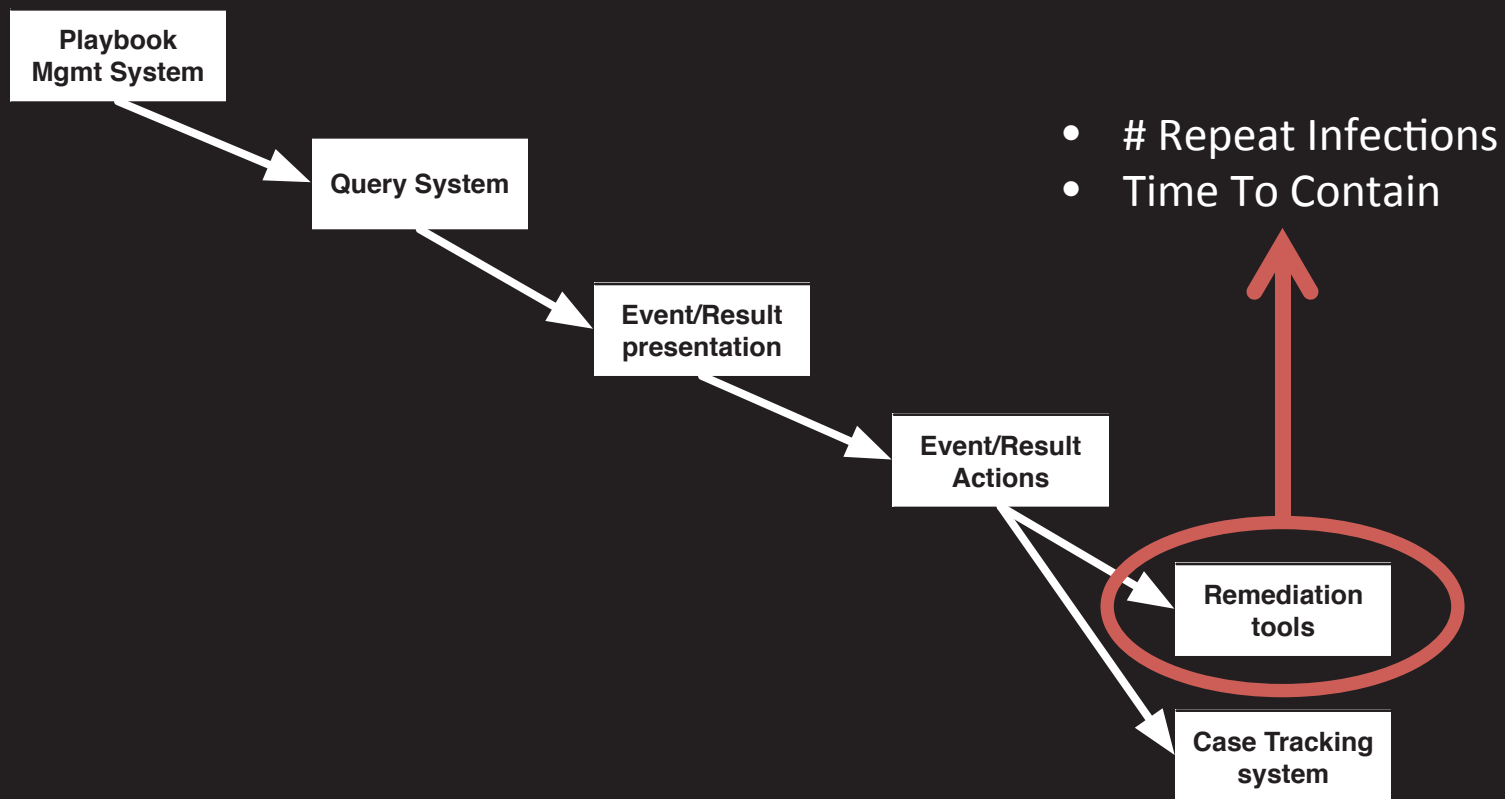 Playbook
Mgmt System
• # Repeat Infections
• Time To Contain
Query System
Event/Result
presentation
Event/Result
Actions
Remediation
tools
Case Tracking
system